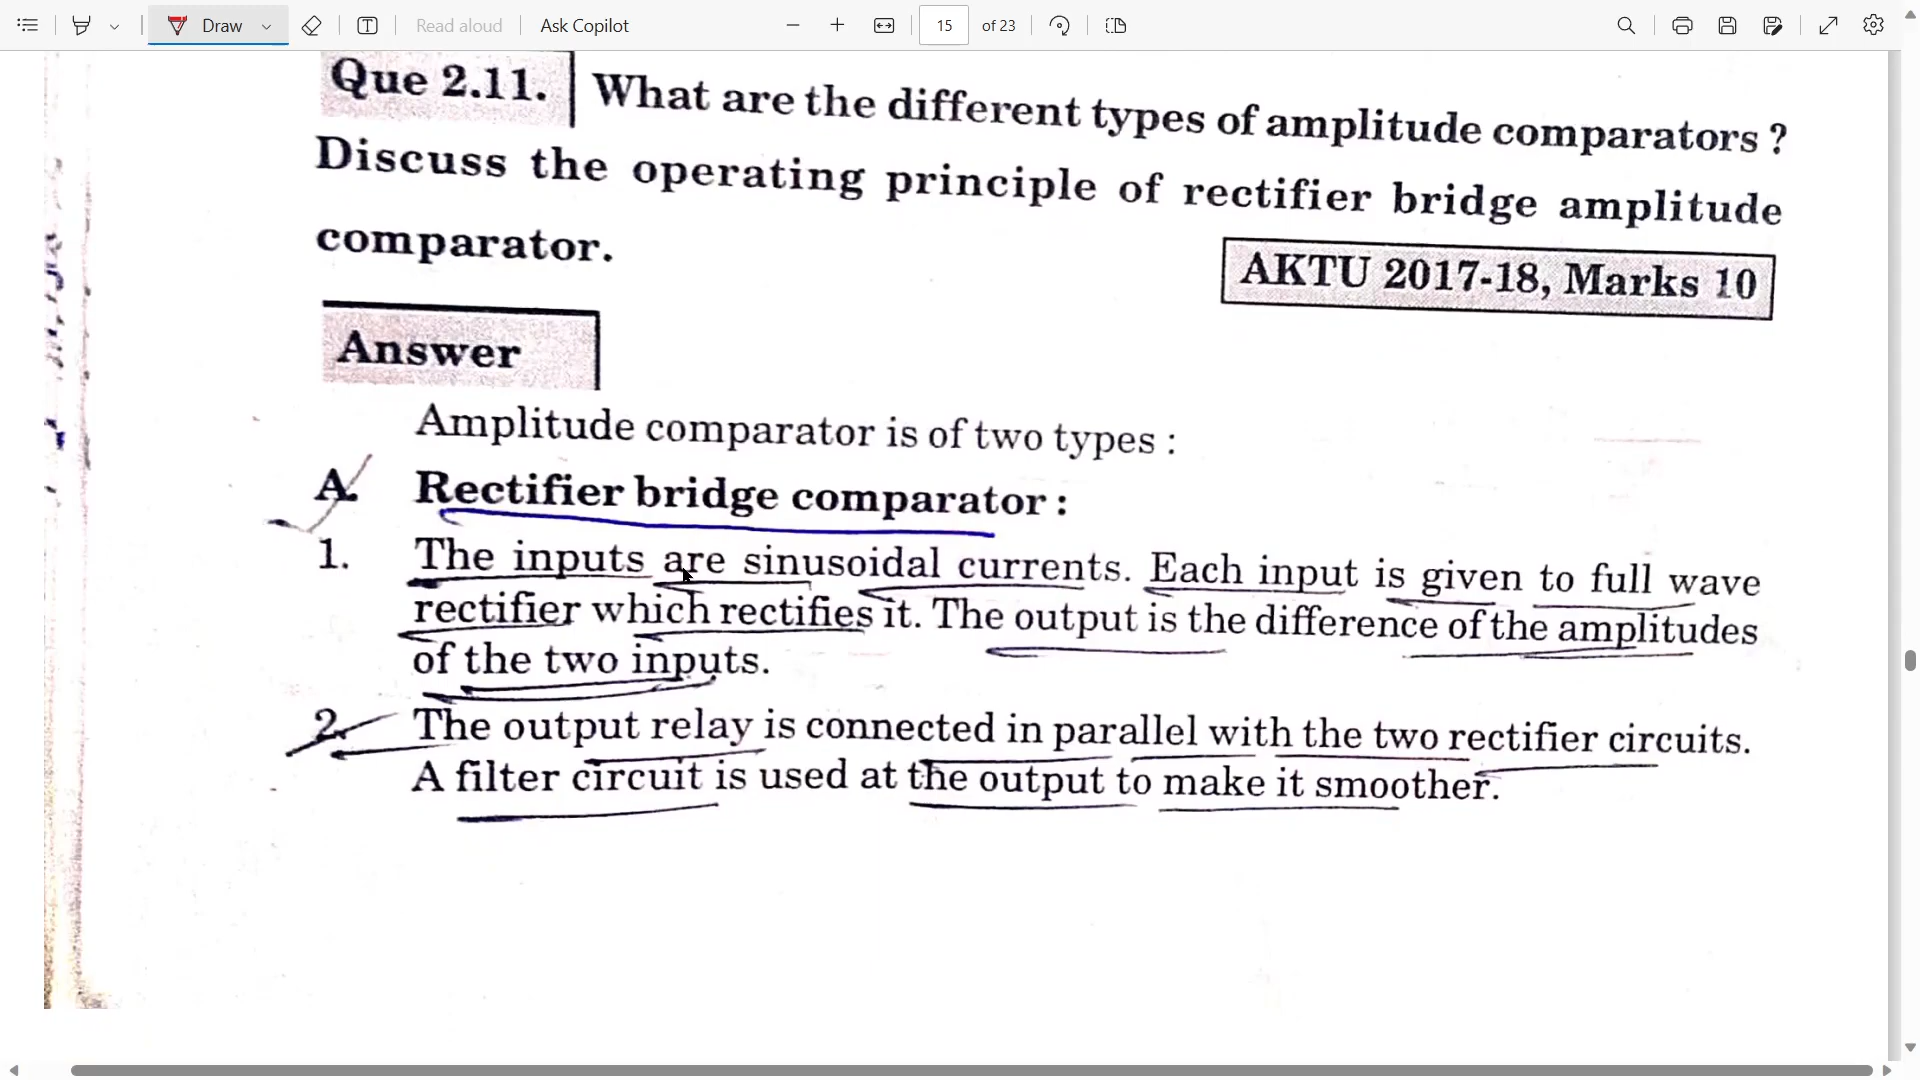 Draw
Read aloud
Ask Copilot
15 of 23
Que 2.11. What are the different types of amplitude comparators ?
Discuss the operating principle of rectifier bridge amplitude
comparator.
AKTU 2017-18, Marks 10
Answer
Amplitude comparator is of two types :
A. Rectifier bridge comparator :
1. The inputs are sinusoidal currents. Each input is given to full wave
rectifier which rectifies it. The output is the difference of the amplitudes
of the two inputs.
2. The output relay is connected in parallel with the two rectifier circuits.
A filter circuit is used at the output to make it smoother.